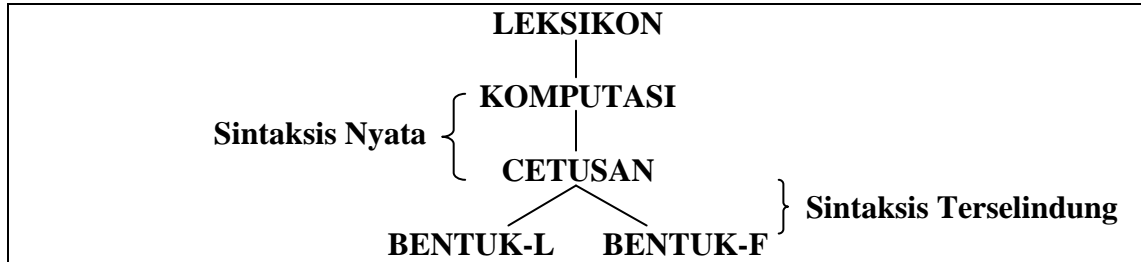 LEKSIKON
KOMPUTASI
Sintaksis Nyata
CETUSAN
Sintaksis Terselindung
BENTUK-L BENTUK-F